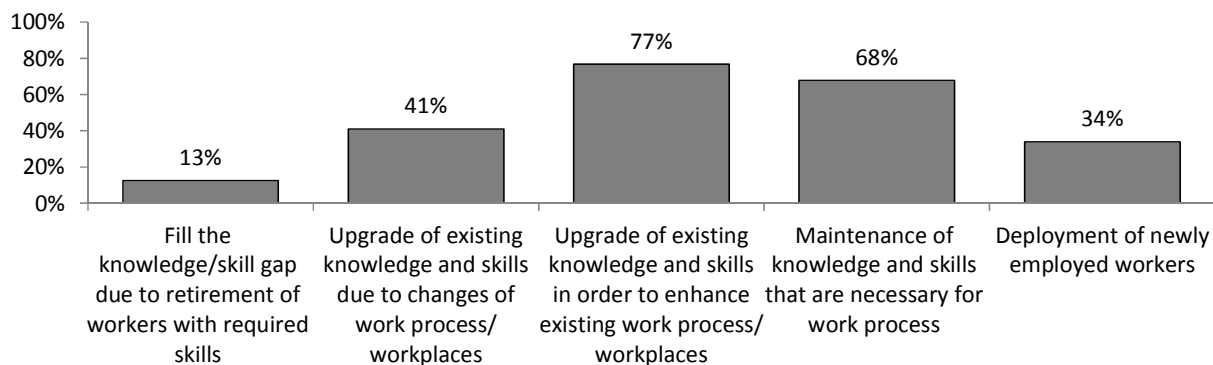 100%
80%
60%
40%
20%
0%
13%
41%
77%
68%
34%
Fill the
knowledge/skill gap
due to retirement of
workers with required
skills
Upgrade of existing
knowledge and skills
due to changes of
work process/
workplaces
Upgrade of existing
knowledge and skills
in order to enhance
existing work process/
workplaces
Maintenance of
knowledge and skills
that are necessary for
work process
Deployment of newly
employed workers